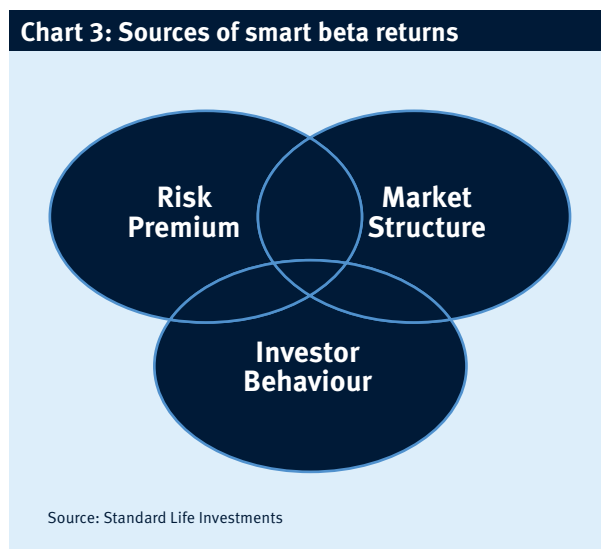 Chart 3: Sources of smart beta returns
Risk
Premium
Market
Structure
Investor
Behaviour
Source: Standard Life Investments